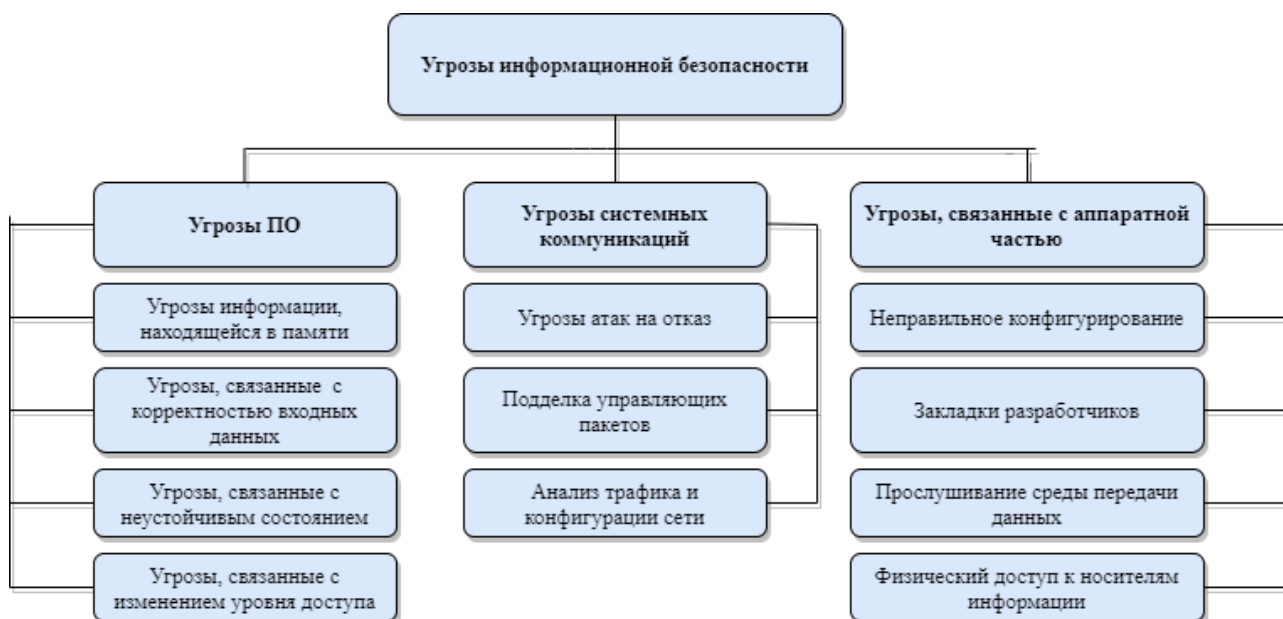 Угрозы информационной безопасности
Угрозы ПО
Угрозы информации,
находящейся в памяти
Угрозы, связанные с
корректностью входных
данных
Угрозы, связанные с
неустойчивым состоянием
Угрозы, связанные с
изменением уровня доступа
Угрозы системных
коммуникаций
Угрозы атак на отказ
Подделка управляющих
пакетов
Анализ трафика и
конфигурации сети
Угрозы, связанные с аппаратной
частью
Неправильное конфигурирование
Закладки разработчиков
Прослушивание среды передачи
данных
Физический доступ к носителям
информации